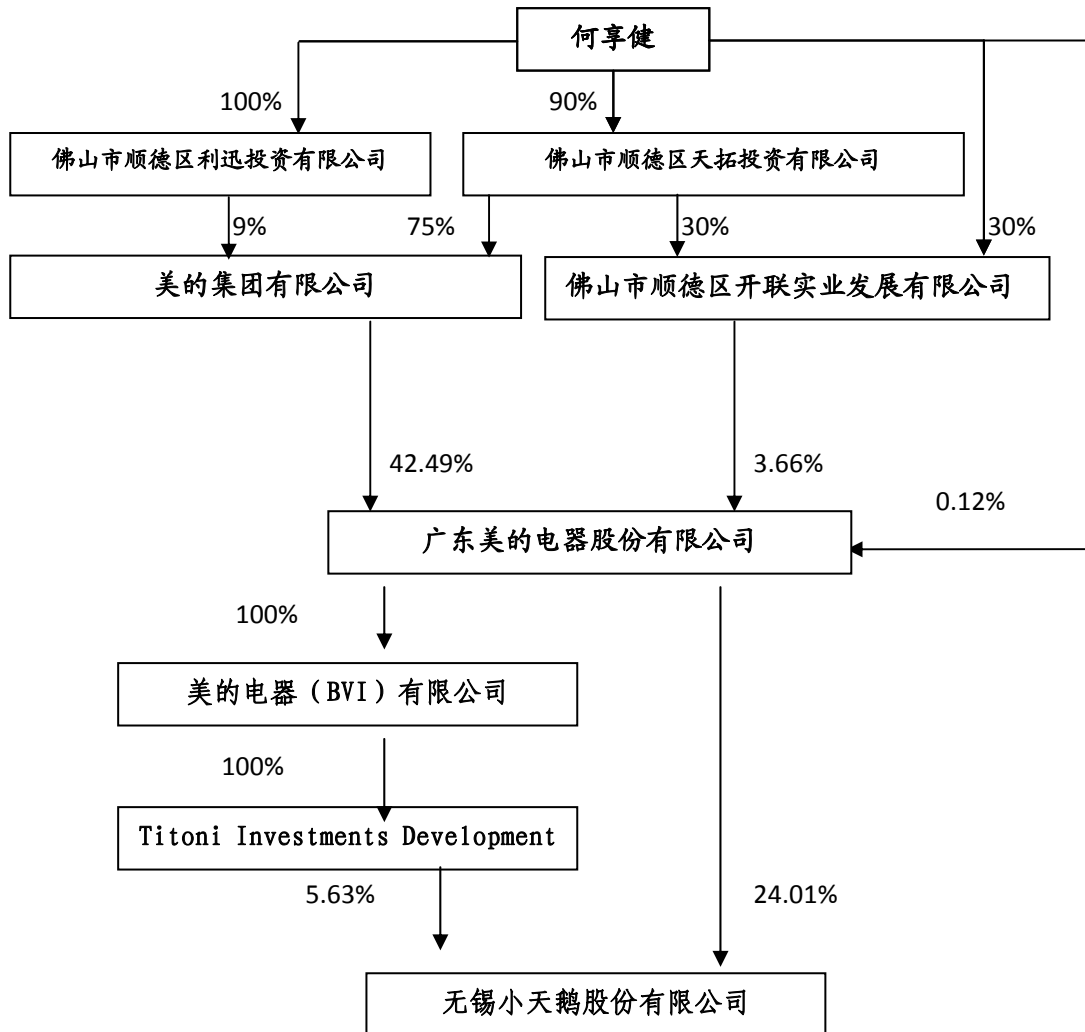 何享健
100%
90%
佛山市顺德区利迅投资有限公司
佛山市顺德区天拓投资有限公司
9%
75%
30%
30%
美的集团有限公司
佛山市顺德区开联实业发展有限公司
42.49%
3.66%
0.12%
广东美的电器股份有限公司
100%
美的电器（BVI）有限公司
100%
Titoni Investments Development
5.63%
24.01%
无锡小天鹅股份有限公司